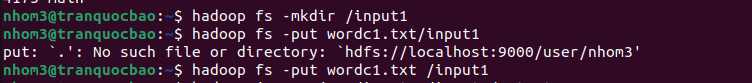 nhom3@tranquocbao:~$ hadoop fs -mkdir /input1
nhom3@tranquocbao:~$ hadoop fs -put wordc1.txt/input1
put: `.': No such file or directory: `hdfs://localhost:9000/user/nhom3'
nhom3@tranquocbao:~$ hadoop fs -put wordc1.txt /input1